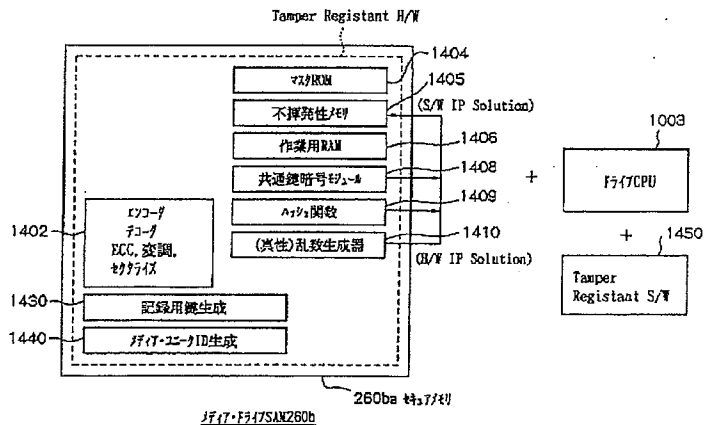 Tamper Registant H/W
1404
マスクROM
1405
不揮発性メモリ
(S/W IP Solution)
作業用RAM
1406
1003
共通鍵暗号モジュール
1408
+
ドライブCPU
ハッシュ関数
1409
1402
エンコーダ
デコーダ
ECC, 変調,
セクタライズ
(真性)乱数生成器
1410
(H/W IP Solution)
+
1450
Tamper
Registant S/W
1430
記録用鍵生成
1440
メディア・ユニークID生成
260ba セキュアメモリ
メディア・ドライブSAM260b